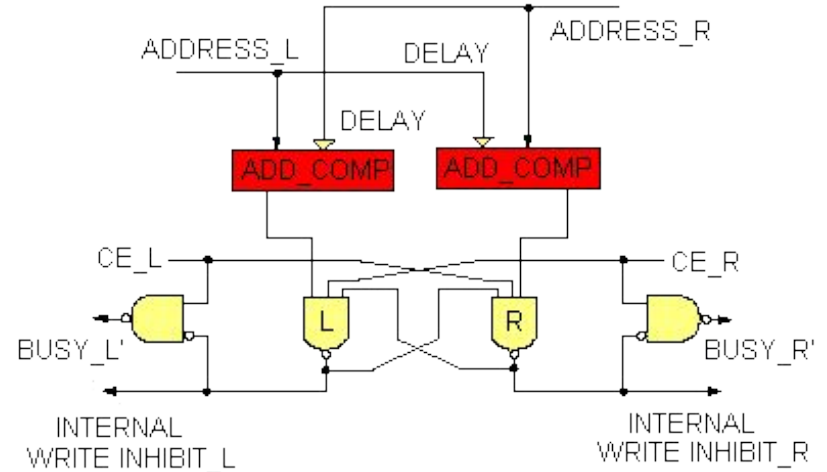 ADDRESS_R
ADDRESS_L
DELAY
DELAY
ADD_COMP
ADD_COMP
CE_L
CE_R
L
R
BUSY_L'
BUSY_R'
INTERNAL
WRITE INHIBIT_L
INTERNAL
WRITE INHIBIT_R